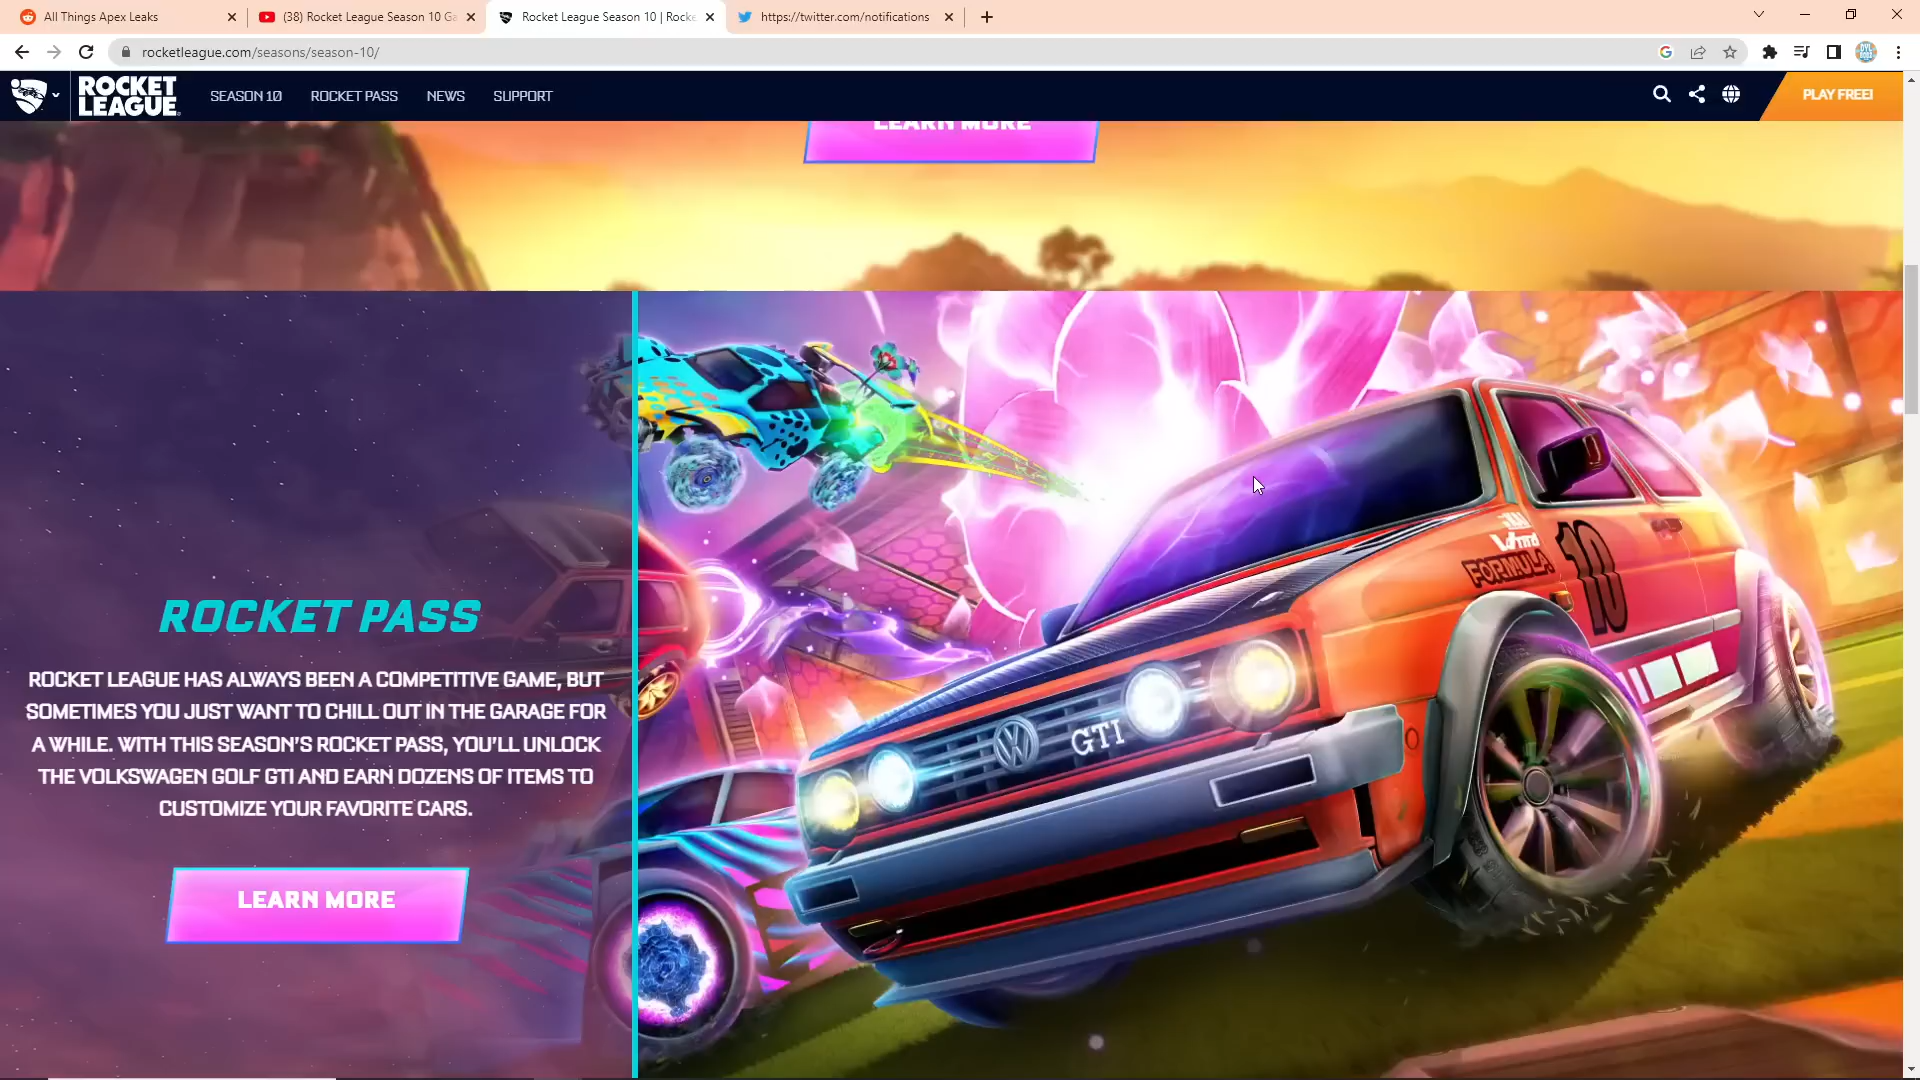 All Things Apex Leaks
(38) Rocket League Season 10 Ga
Rocket League Season 10 | Rocke
https://twitter.com/notifications
rocketleague.com/seasons/season-10/
ROCKET
LEAGUE
SEASON 10
ROCKET PASS
NEWS
SUPPORT
PLAY FREE!
LEARN MORE
FORMULA
10
GTI
ROCKET PASS
ROCKET LEAGUE HAS ALWAYS BEEN A COMPETITIVE GAME, BUT
SOMETIMES YOU JUST WANT TO CHILL OUT IN THE GARAGE FOR
A WHILE. WITH THIS SEASON'S ROCKET PASS, YOU'LL UNLOCK
THE VOLKSWAGEN GOLF GTI AND EARN DOZENS OF ITEMS TO
CUSTOMIZE YOUR FAVORITE CARS.
LEARN MORE